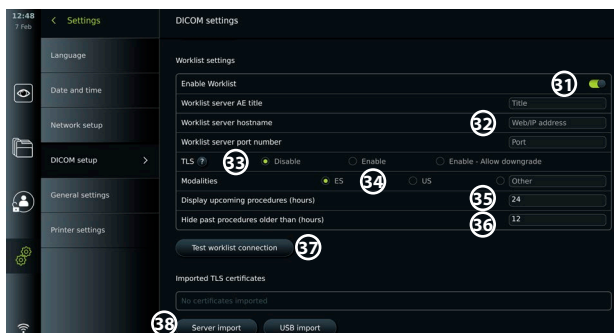 12:48
7 Feb
< Settings
DICOM settings
Language
Date and time
Network setup
DICOM setup >
General settings
Printer settings
Worklist settings
Enable Worklist 31
Worklist server AE title Title
Worklist server hostname 32 Web/IP address
Worklist server port number Port
TLS ? 33 Disable Enable Enable - Allow downgrade
Modalities ES 34 US Other
Display upcoming procedures (hours) 35 24
Hide past procedures older than (hours) 36 12
Test worklist connection 37
Imported TLS certificates
No certificates imported
38 Server import USB import